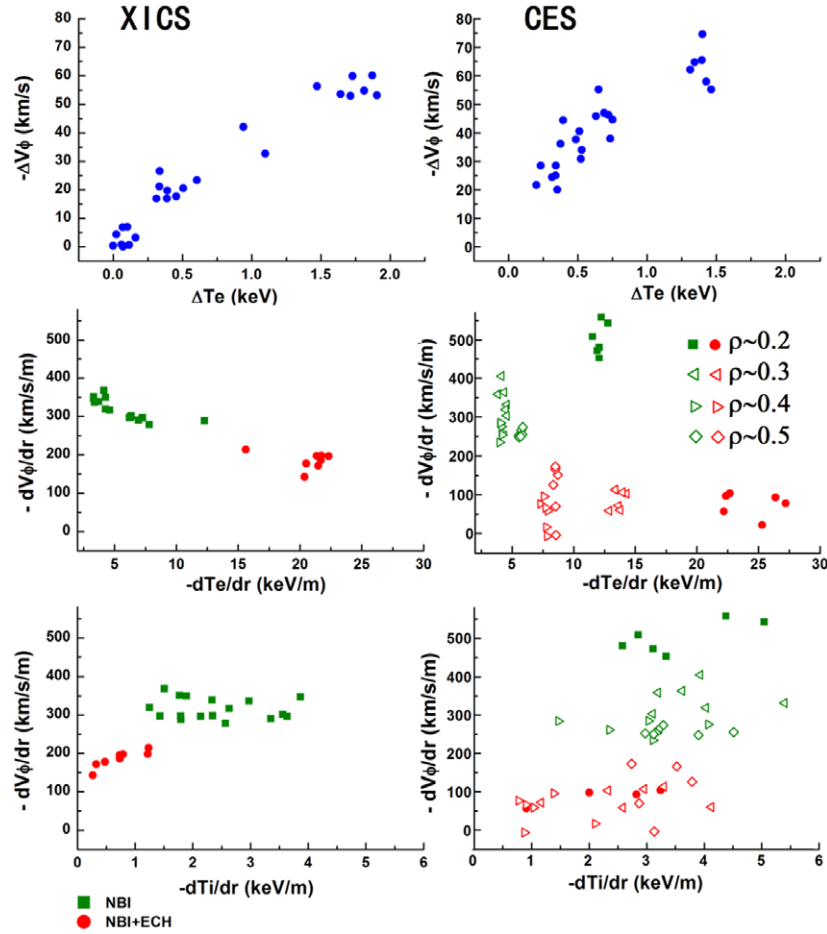 XICS
CES
80
70
60
50
40
30
20
10
0
-ΔVϕ (km/s)
0.0 0.5 1.0 1.5 2.0
ΔTe (keV)
80
70
60
50
40
30
20
10
0
-ΔVϕ (km/s)
0.0 0.5 1.0 1.5 2.0
ΔTe (keV)
500
400
300
200
100
0
- dVϕ/dr (km/s/m)
5 10 15 20 25 30
-dTe/dr (keV/m)
500
400
300
200
100
0
- dVϕ/dr (km/s/m)
ρ~0.2
ρ~0.3
ρ~0.4
ρ~0.5
5 10 15 20 25 30
-dTe/dr (keV/m)
500
400
300
200
100
0
- dVϕ/dr (km/s/m)
0 1 2 3 4 5 6
-dTi/dr (keV/m)
500
400
300
200
100
0
- dVϕ/dr (km/s/m)
0 1 2 3 4 5 6
-dTi/dr (keV/m)
NBI
NBI+ECH